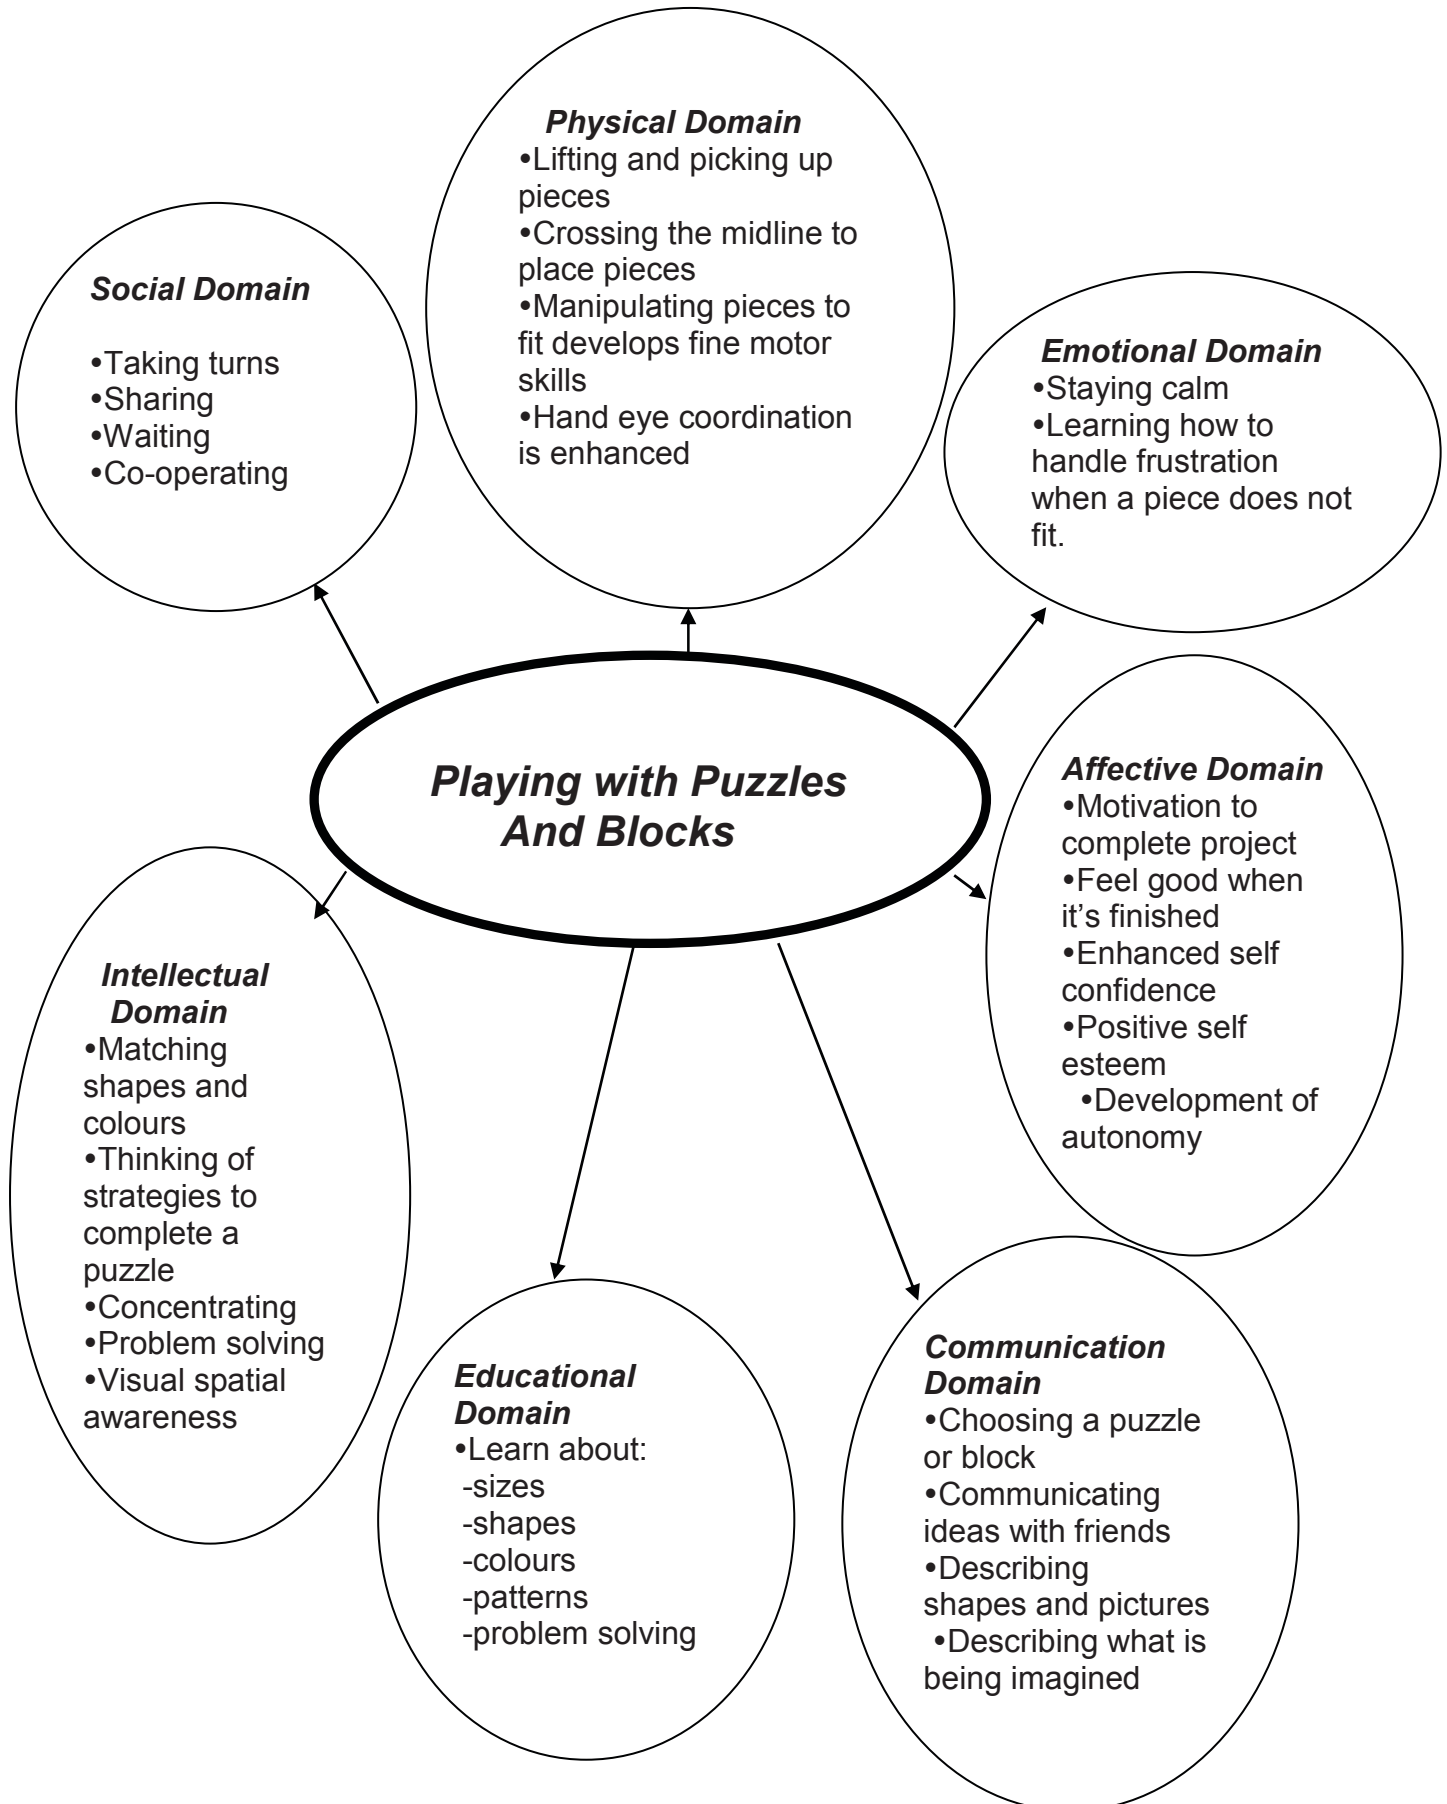 Physical Domain
•Lifting and picking up
pieces
•Crossing the midline to
place pieces
•Manipulating pieces to
fit develops fine motor
skills
•Hand eye coordination
is enhanced
Social Domain
•Taking turns
•Sharing
•Waiting
•Co-operating
Emotional Domain
•Staying calm
•Learning how to
handle frustration
when a piece does not
fit.
Playing with Puzzles
And Blocks
Affective Domain
•Motivation to
complete project
•Feel good when
it’s finished
•Enhanced self
confidence
•Positive self
esteem
•Development of
autonomy
Intellectual
Domain
•Matching
shapes and
colours
•Thinking of
strategies to
complete a
puzzle
•Concentrating
•Problem solving
•Visual spatial
awareness
Educational
Domain
•Learn about:
-sizes
-shapes
-colours
-patterns
-problem solving
Communication
Domain
•Choosing a puzzle
or block
•Communicating
ideas with friends
•Describing
shapes and pictures
•Describing what is
being imagined